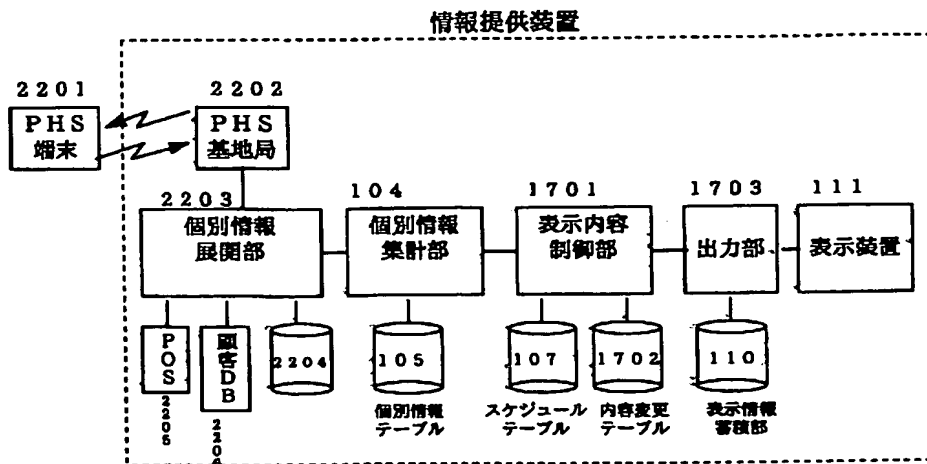 情報提供装置
2201
PHS
端末
2202
PHS
基地局
2203
個別情報
展開部
104
個別情報
集計部
1701
表示内容
制御部
1703
出力部
111
表示装置
POS
2205
顧客DB
2204
105
個別情報
テーブル
107
スケジュール
テーブル
1702
内容変更
テーブル
110
表示情報
蓄積部